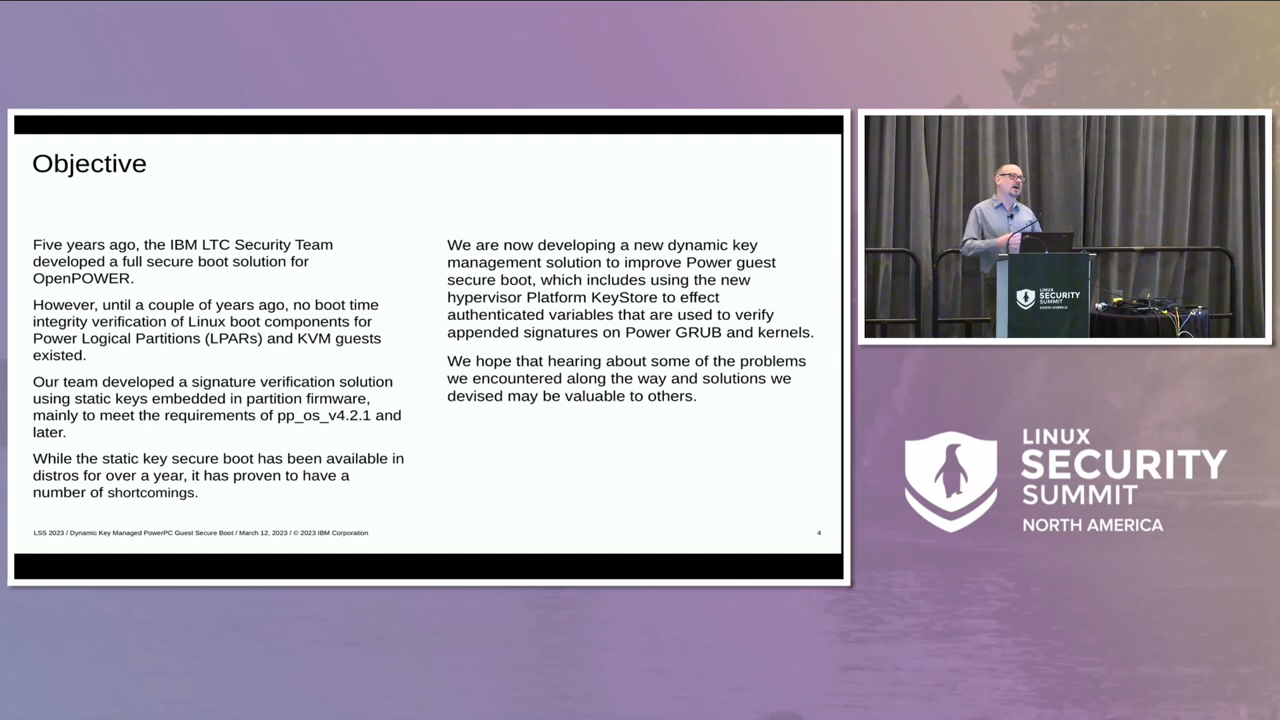 Objective
Five years ago, the IBM LTC Security Team
developed a full secure boot solution for
OpenPOWER.
However, until a couple of years ago, no boot time
integrity verification of Linux boot components for
Power Logical Partitions (LPARs) and KVM guests
existed.
Our team developed a signature verification solution
using static keys embedded in partition firmware,
mainly to meet the requirements of pp_os_v4.2.1 and
later.
While the static key secure boot has been available in
distros for over a year, it has proven to have a
number of shortcomings.
We are now developing a new dynamic key
management solution to improve Power guest
secure boot, which includes using the new
hypervisor Platform KeyStore to effect
authenticated variables that are used to verify
appended signatures on Power GRUB and kernels.
We hope that hearing about some of the problems
we encountered along the way and solutions we
devised may be valuable to others.
LSS 2023 / Dynamic Key Managed PowerPC Guest Secure Boot / March 12, 2023 / © 2023 IBM Corporation
4
LINUX
SECURITY
SUMMIT
NORTH AMERICA
LINUX
SECURITY
SUMMIT
NORTH AMERICA